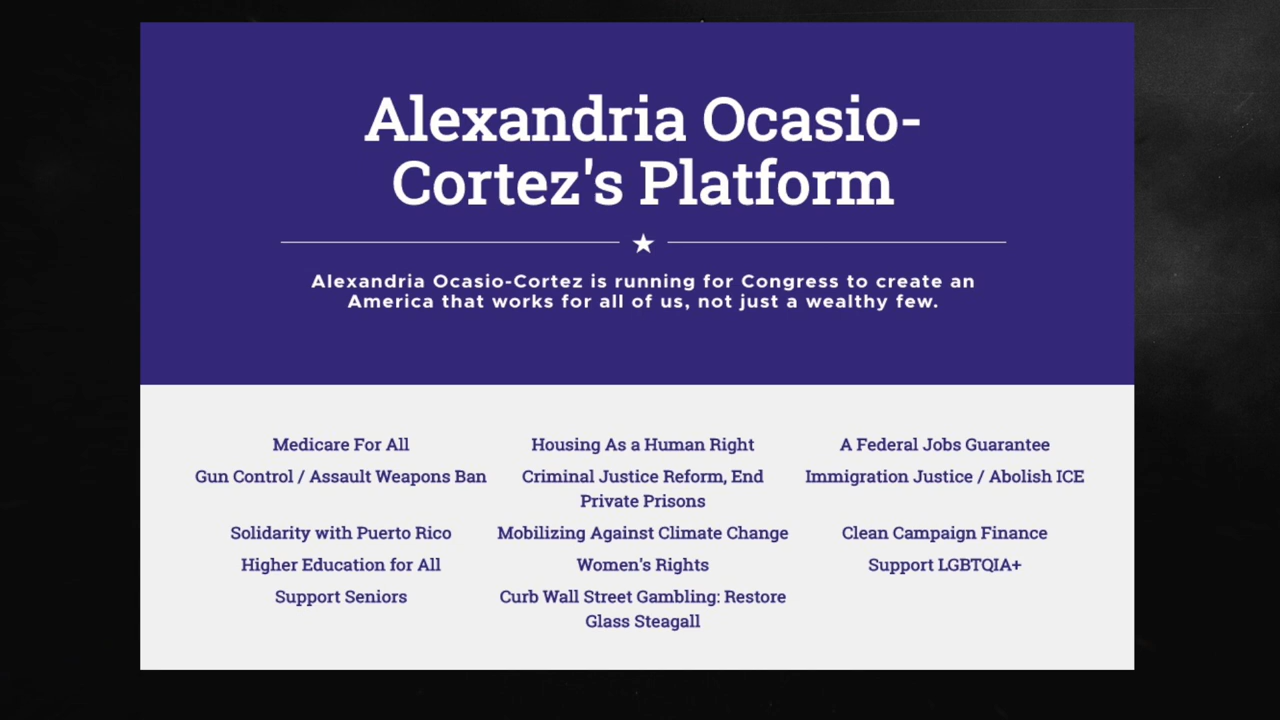 Alexandria Ocasio-
Cortez's Platform
Alexandria Ocasio-Cortez is running for Congress to create an
America that works for all of us, not just a wealthy few.
Medicare For All
Housing As a Human Right
A Federal Jobs Guarantee
Gun Control / Assault Weapons Ban
Criminal Justice Reform, End
Private Prisons
Immigration Justice / Abolish ICE
Solidarity with Puerto Rico
Mobilizing Against Climate Change
Clean Campaign Finance
Higher Education for All
Women's Rights
Support LGBTQIA+
Support Seniors
Curb Wall Street Gambling: Restore
Glass Steagall